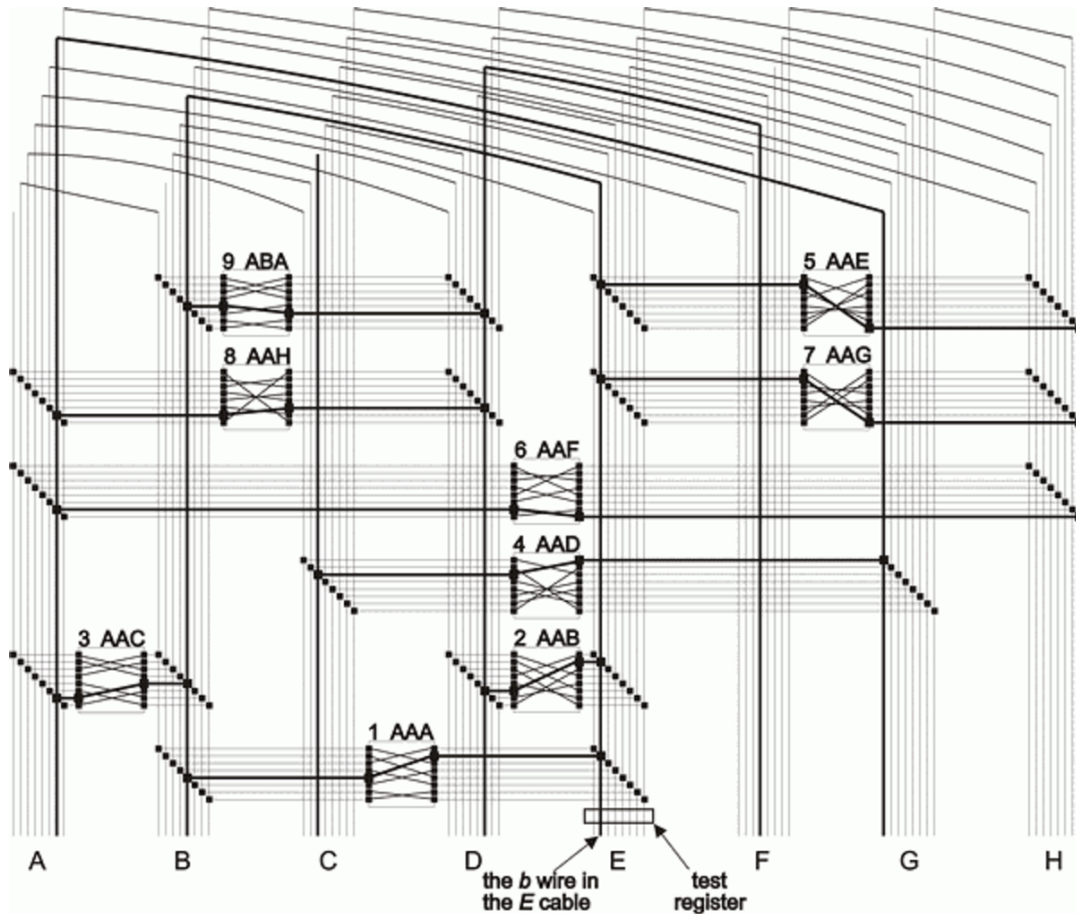 9 ABA
5 AAE
8 AAH
7 AAG
6 AAF
4 AAD
3 AAC
2 AAB
1 AAA
A B C D E F G H
the b wire in
the E cable
test
register